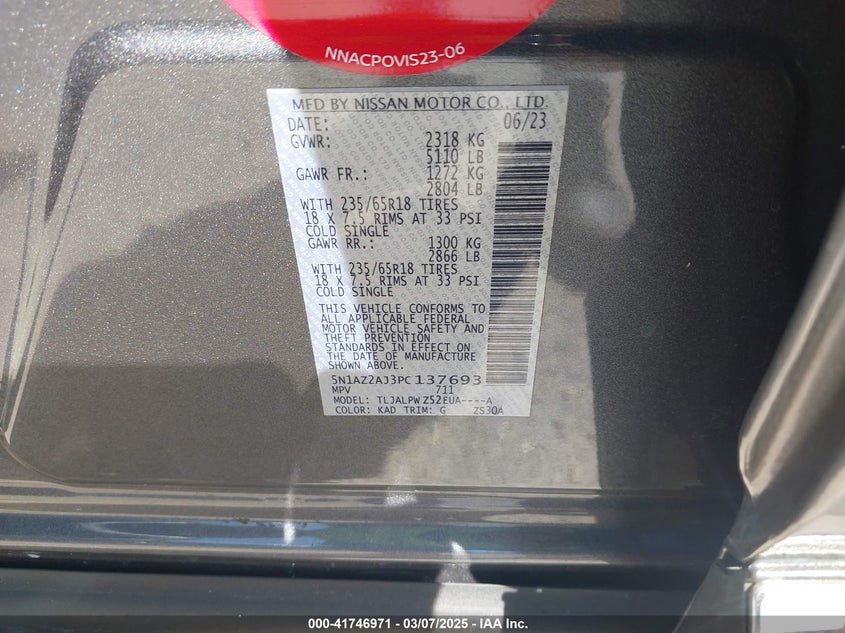 NNACPOVIS23-06
MFD BY NISSAN MOTOR CO., LTD.
DATE: 06/23
GVWR: 2318 KG
5110 LB
GAWR FR.: 1272 KG
2804 LB
WITH 235/65R18 TIRES
18 X 7.5 RIMS AT 33 PSI
COLD SINGLE
GAWR RR.: 1300 KG
2866 LB
WITH 235/65R18 TIRES
18 X 7.5 RIMS AT 33 PSI
COLD SINGLE
THIS VEHICLE CONFORMS TO
ALL APPLICABLE FEDERAL
MOTOR VEHICLE SAFETY AND
THEFT PREVENTION
STANDARDS IN EFFECT ON
THE DATE OF MANUFACTURE
SHOWN ABOVE.
5N1AZ2AJ3PC137693
MPV 711
MODEL: TLJALPW Z52EUA----A
COLOR: KAD TRIM: G ZS30A
000-41746971 — 03/07/2025 — IAA Inc.